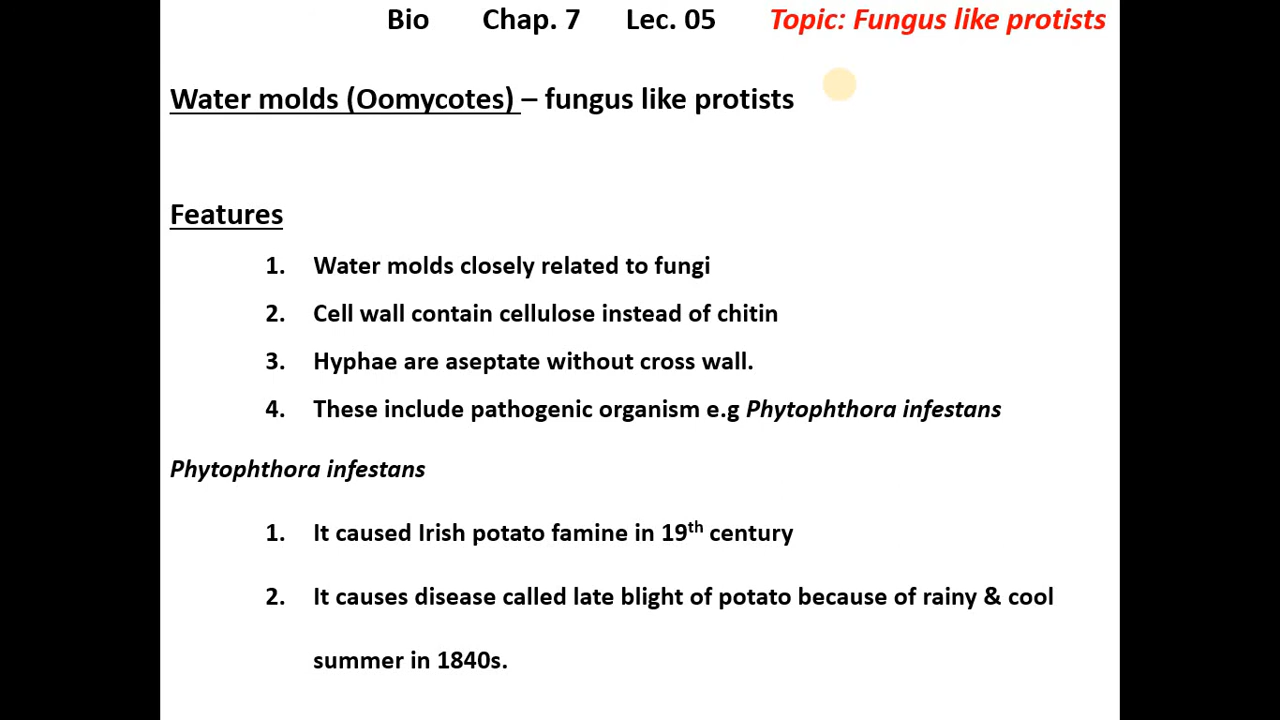 Bio Chap. 7 Lec. 05 Topic: Fungus like protists
Water molds (Oomycotes) – fungus like protists
Features
1. Water molds closely related to fungi
2. Cell wall contain cellulose instead of chitin
3. Hyphae are aseptate without cross wall.
4. These include pathogenic organism e.g Phytophthora infestans
Phytophthora infestans
1. It caused Irish potato famine in 19th century
2. It causes disease called late blight of potato because of rainy & cool
summer in 1840s.